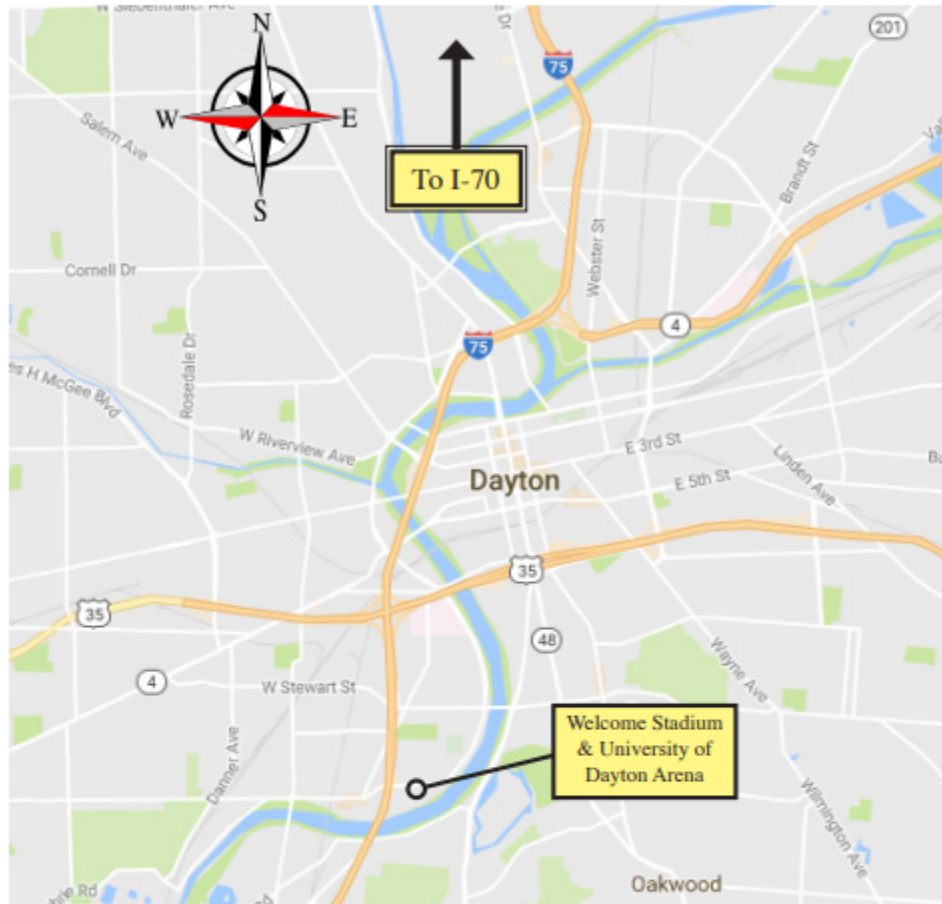 W Siebenthaler Ave
N
W
E
S
75
201
Salem Ave
To I-70
Brandt St
Webster St
Cornell Dr
4
75
Rosedale Dr
es H McGee Blvd
W Riverview Ave
E 3rd St
Linden Ave
Bu
Dayton
E 5th St
35
35
48
4
W Stewart St
Wayne Ave
Welcome Stadium
& University of
Dayton Arena
Danner Ave
Wilmington Ave
Oakwood